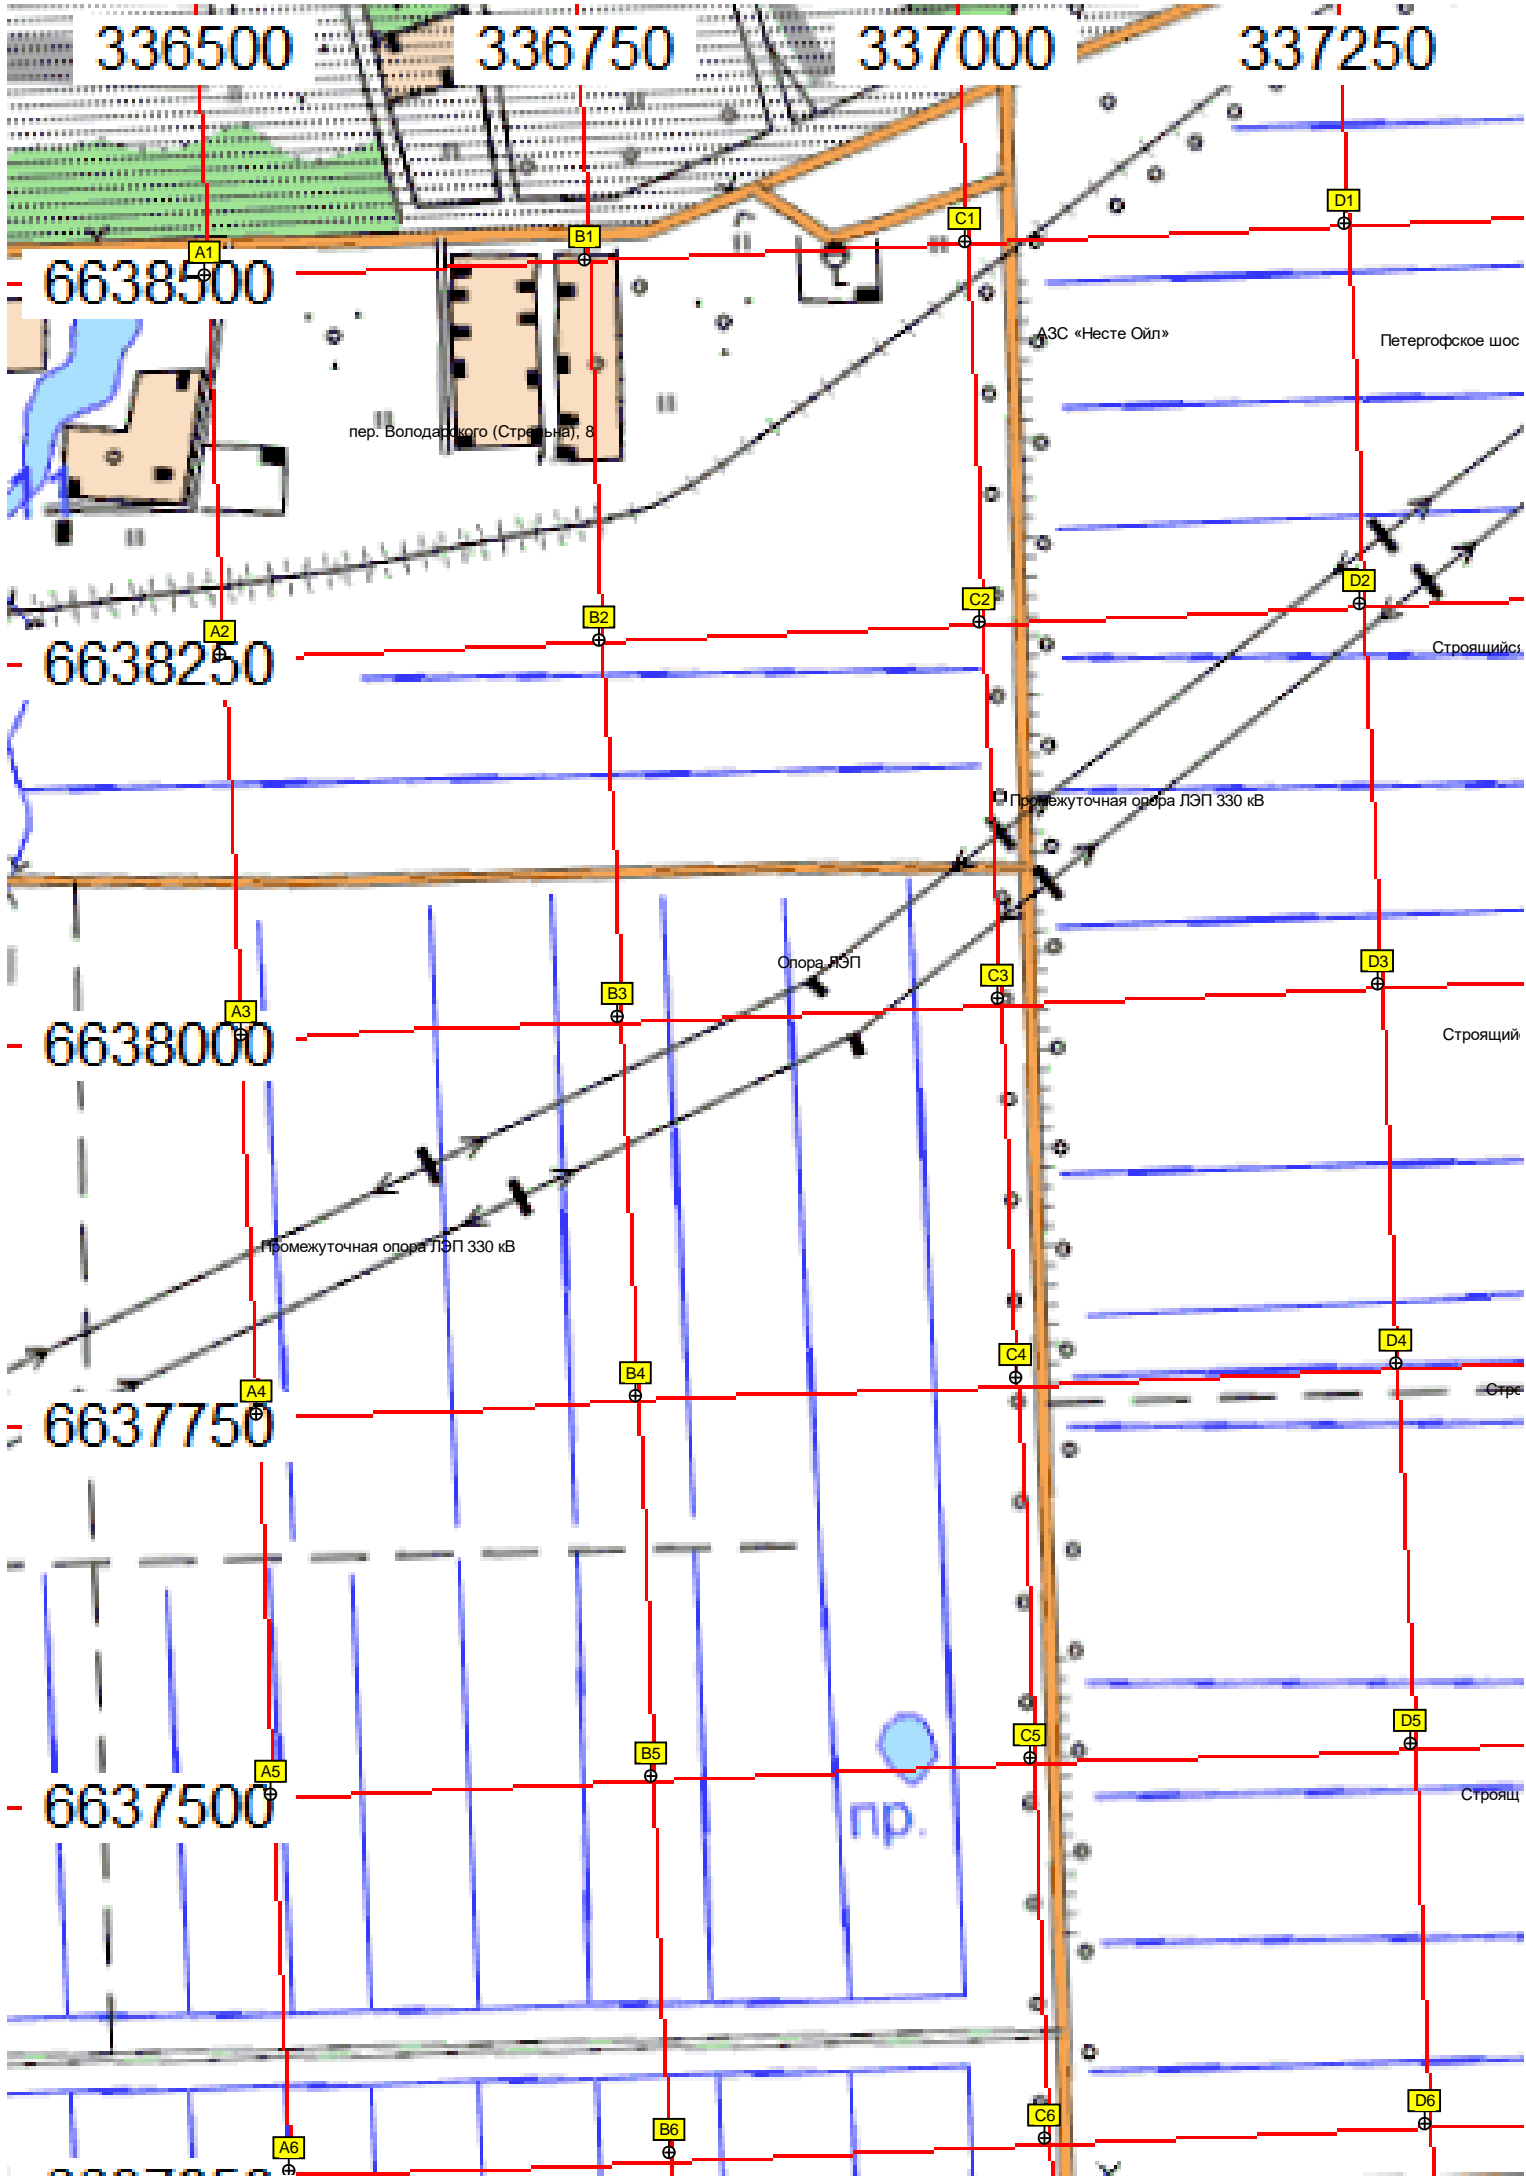 336500 336750 337000 337250
D1
C1
B1
A1
6638500
АЗС «Несте Ойл»
Петергофское шос
пер. Володарского (Стрельна), 8
D2
C2
B2
A2
6638250
Строящийся
Промежуточная опора ЛЭП 330 кВ
Опора ЛЭП
D3
C3
B3
A3
6638000
Строящий
Промежуточная опора ЛЭП 330 кВ
D4
C4
B4
A4
Стро
6637750
D5
C5
B5
A5
6637500
Строящ
пр.
D6
C6
B6
A6